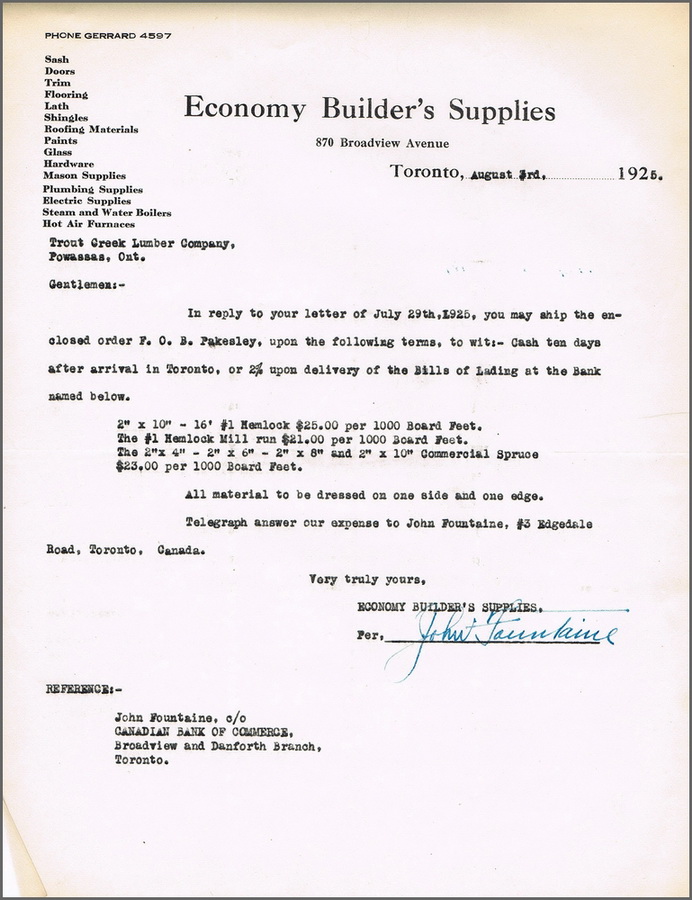 PHONE GERRARD 4597
Sash
Doors
Trim
Flooring
Lath
Shingles
Roofing Materials
Paints
Glass
Hardware
Mason Supplies
Plumbing Supplies
Electric Supplies
Steam and Water Boilers
Hot Air Furnaces
Economy Builder's Supplies
870 Broadview Avenue
Toronto, August 3rd, 1925.
Trout Creek Lumber Company,
Powassas, Ont.
Gentlemen:-
In reply to your letter of July 29th,1925, you may ship the en-
closed order F. O. B. Pakesley, upon the following terms, to wit:- Cash ten days
after arrival in Toronto, or 2% upon delivery of the Bills of Lading at the Bank
named below.
2" x 10" - 16' #1 Hemlock $25.00 per 1000 Board Feet.
The #1 Hemlock Mill run $21.00 per 1000 Board Feet.
The 2"x 4" - 2" x 6" - 2" x 8" and 2" x 10" Commercial Spruce
$23.00 per 1000 Board Feet.
All material to be dressed on one side and one edge.
Telegraph answer our expense to John Fountaine, #3 Edgedale
Road, Toronto, Canada.
Very truly yours,
ECONOMY BUILDER'S SUPPLIES.
Per, John Fountaine
REFERENCE:-
John Fountaine, c/o
CANADIAN BANK OF COMMERCE,
Broadview and Danforth Branch,
Toronto.